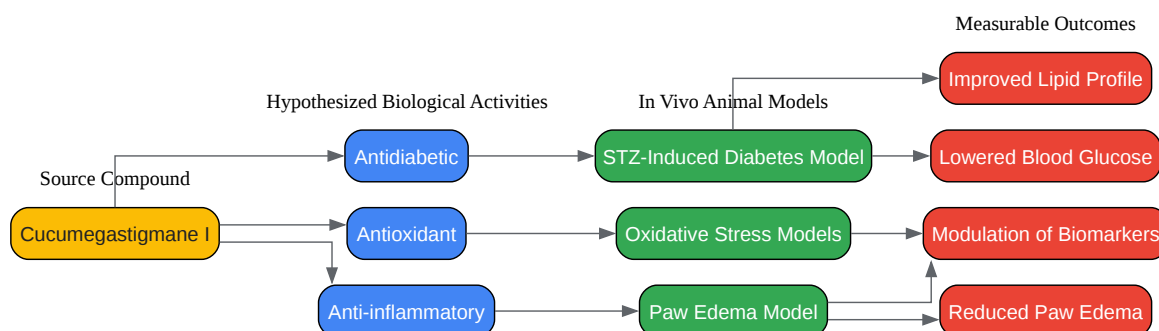 Measurable Outcomes
Improved Lipid Profile
Hypothesized Biological Activities
In Vivo Animal Models
Antidiabetic
STZ-Induced Diabetes Model
Lowered Blood Glucose
Source Compound
Cucumegastigmane I
Antioxidant
Oxidative Stress Models
Modulation of Biomarkers
Anti-inflammatory
Paw Edema Model
Reduced Paw Edema